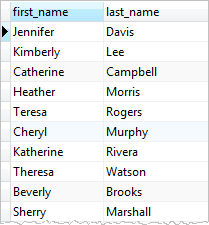 first_name last_name
Jennifer Davis
Kimberly Lee
Catherine Campbell
Heather Morris
Teresa Rogers
Cheryl Murphy
Katherine Rivera
Theresa Watson
Beverly Brooks
Sherry Marshall